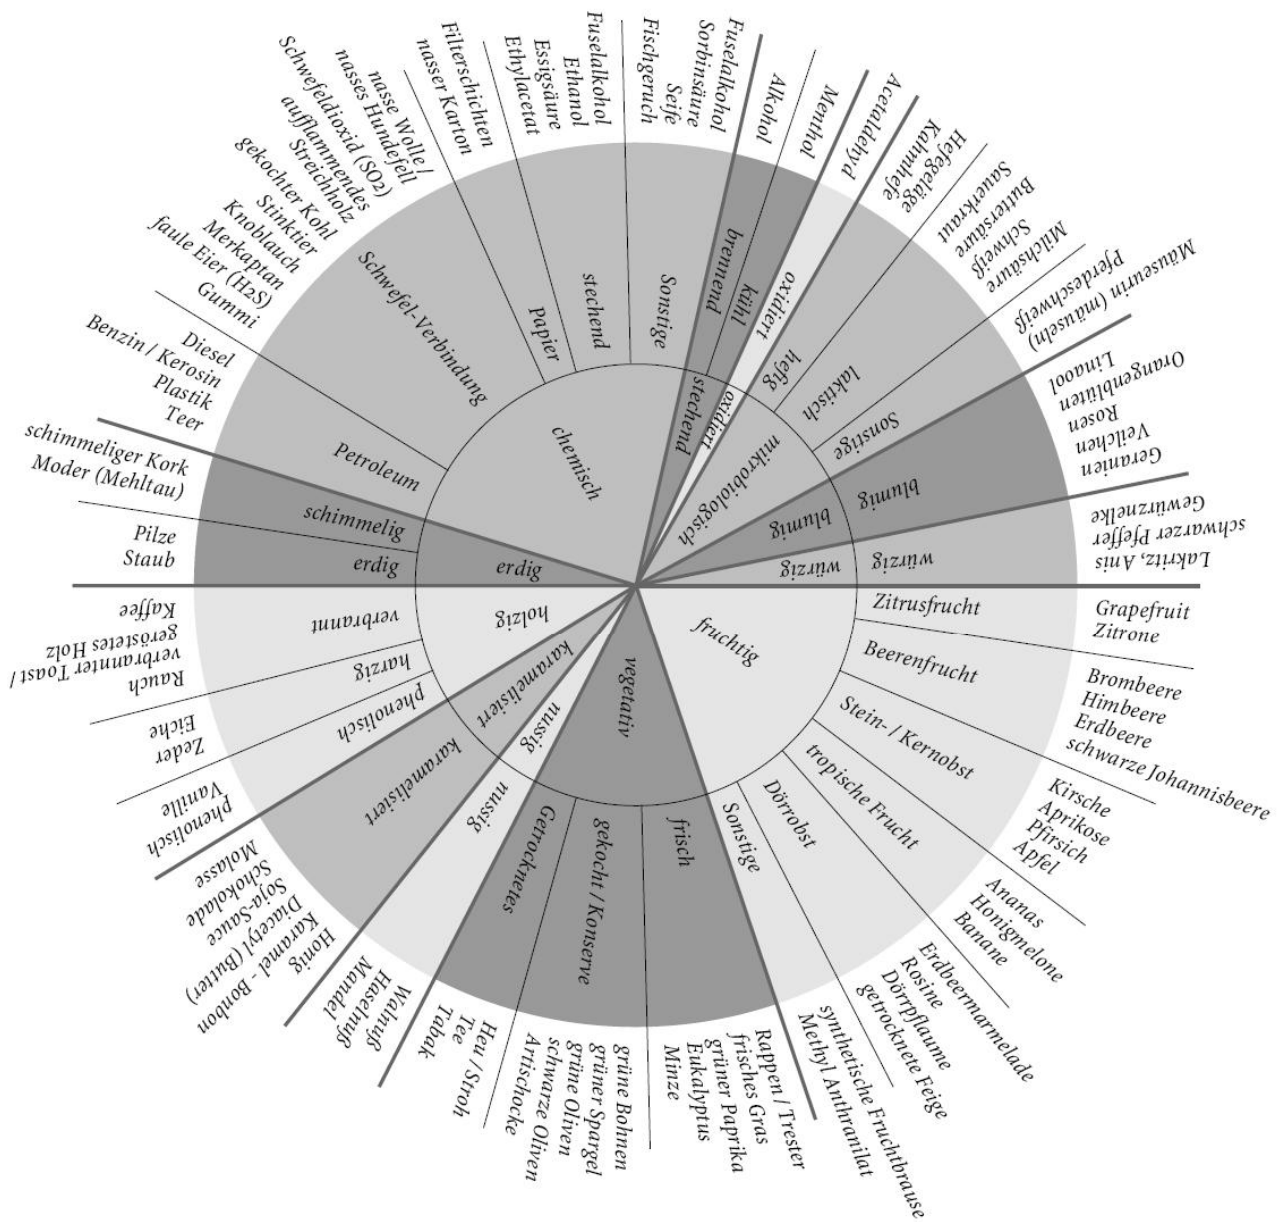 chemisch
Petroleum
Teer
Plastik
Benzin / Kerosin
Diesel
Schwefel-Verbindung
Gummi
faule Eier (H2S)
Merkaptan
Knoblauch
Stinktier
gekochter Kohl
Streichholz
aufflammendes
Schwefeldioxid (SO2)
nasses Hundefell
nasse Wolle /
Papier
nasser Karton
Filterschichten
stechend
Ethylacetat
Essigsäure
Ethanol
Fuselalkohol
Sonstige
Fischgeruch
Seife
Sorbinsäure
Fuselalkohol
stechend
brennend
Alkohol
kühl
Menthol
oxidiert
oxidiert
Acetaldehyd
mikrobiologisch
hefig
Kahmhefe
Hefegeläge
laktisch
Sauerkraut
Buttersäure
Schweiß
Milchsäure
Sonstige
Pferdeschweiß
Mäuseurin (mäuseln)
blumig
blumig
Linaool
Orangenblüten
Rosen
Veilchen
Geranien
würzig
würzig
Gewürznelke
schwarzer Pfeffer
Lakritz, Anis
fruchtig
Zitrusfrucht
Grapefruit
Zitrone
Beerenfrucht
Brombeere
Himbeere
Erdbeere
schwarze Johannisbeere
Stein- / Kernobst
Kirsche
Aprikose
Pfirsich
Apfel
tropische Frucht
Ananas
Honigmelone
Banane
Dörrobst
Erdbeermarmelade
Rosine
Dörrpflaume
getrocknete Feige
Sonstige
synthetische Fruchtbrause
Methyl Anthranilat
vegetativ
frisch
Rappen / Trester
frisches Gras
grüner Paprika
Eukalyptus
Minze
gekocht / Konserve
grüne Bohnen
grüner Spargel
grüne Oliven
schwarze Oliven
Artischocke
Getrocknetes
Heu / Stroh
Tee
Tabak
nussig
nussig
Walnuß
Haselnuß
Mandel
karamelisiert
karamelisiert
Honig
Karamel - Bonbon
Diacetyl (Butter)
Soja-Sauce
Schokolade
Molasse
holzig
phenolisch
phenolisch
Vanille
harzig
Zeder
Eiche
verbrannt
Rauch
verbrannter Toast /
geröstetes Holz
Kaffee
erdig
erdig
Pilze
Staub
schimmelig
schimmeliger Kork
Moder (Mehltau)